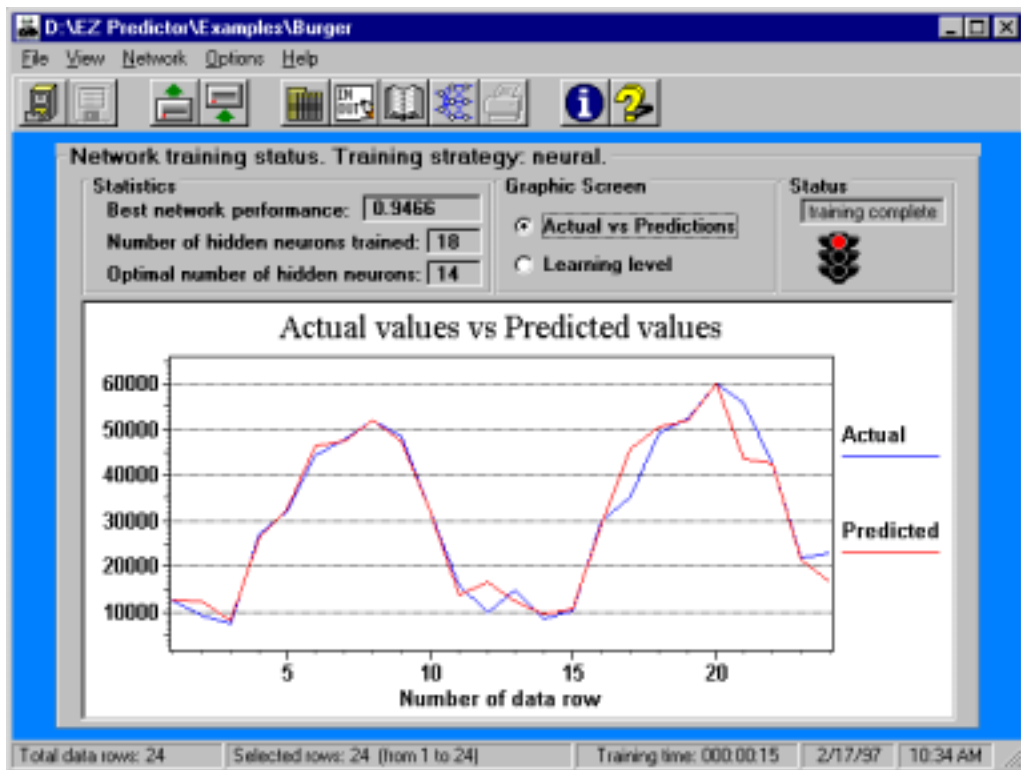 D:\EZ Predictor\Examples\Burger
File View Network Options Help
IN OUT
Network training status. Training strategy: neural.
Statistics
Best network performance: 0.9466
Number of hidden neurons trained: 18
Optimal number of hidden neurons: 14
Graphic Screen
Actual vs Predictions
Learning level
Status
training complete
Actual values vs Predicted values
60000
50000
40000
30000
20000
10000
5 10 15 20
Number of data row
Actual
Predicted
Total data rows: 24 Selected rows: 24 (from 1 to 24) Training time: 000:00:15 2/17/97 10:34 AM